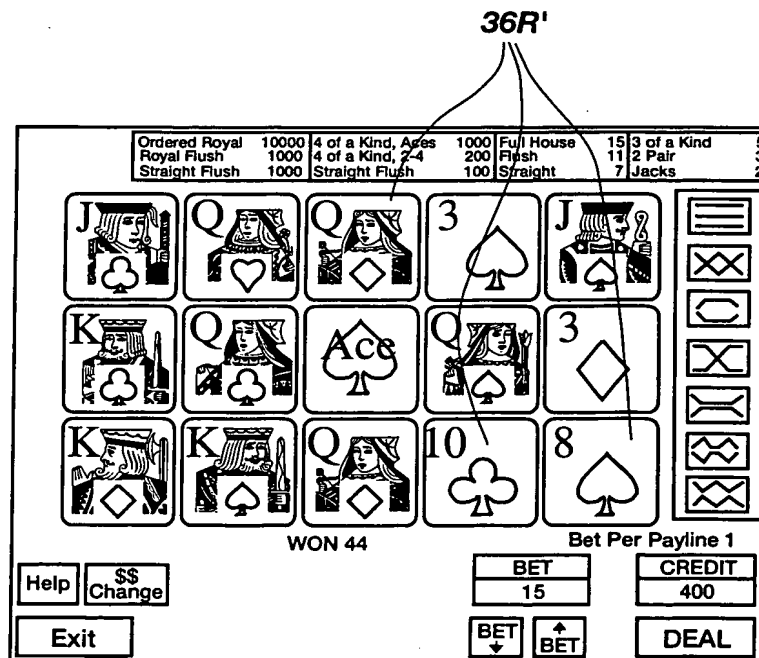 36R'
Ordered Royal 10000 4 of a Kind, Aces 1000 Full House 15 3 of a Kind
Royal Flush 1000 4 of a Kind, 2-4 200 Flush 11 2 Pair
Straight Flush 1000 Straight Flush 100 Straight 7 Jacks
J Q Q 3 J
K Q Ace Q 3
K K Q 10 8
WON 44 Bet Per Payline 1
Help $$ Change
BET CREDIT
15 400
Exit BET BET DEAL